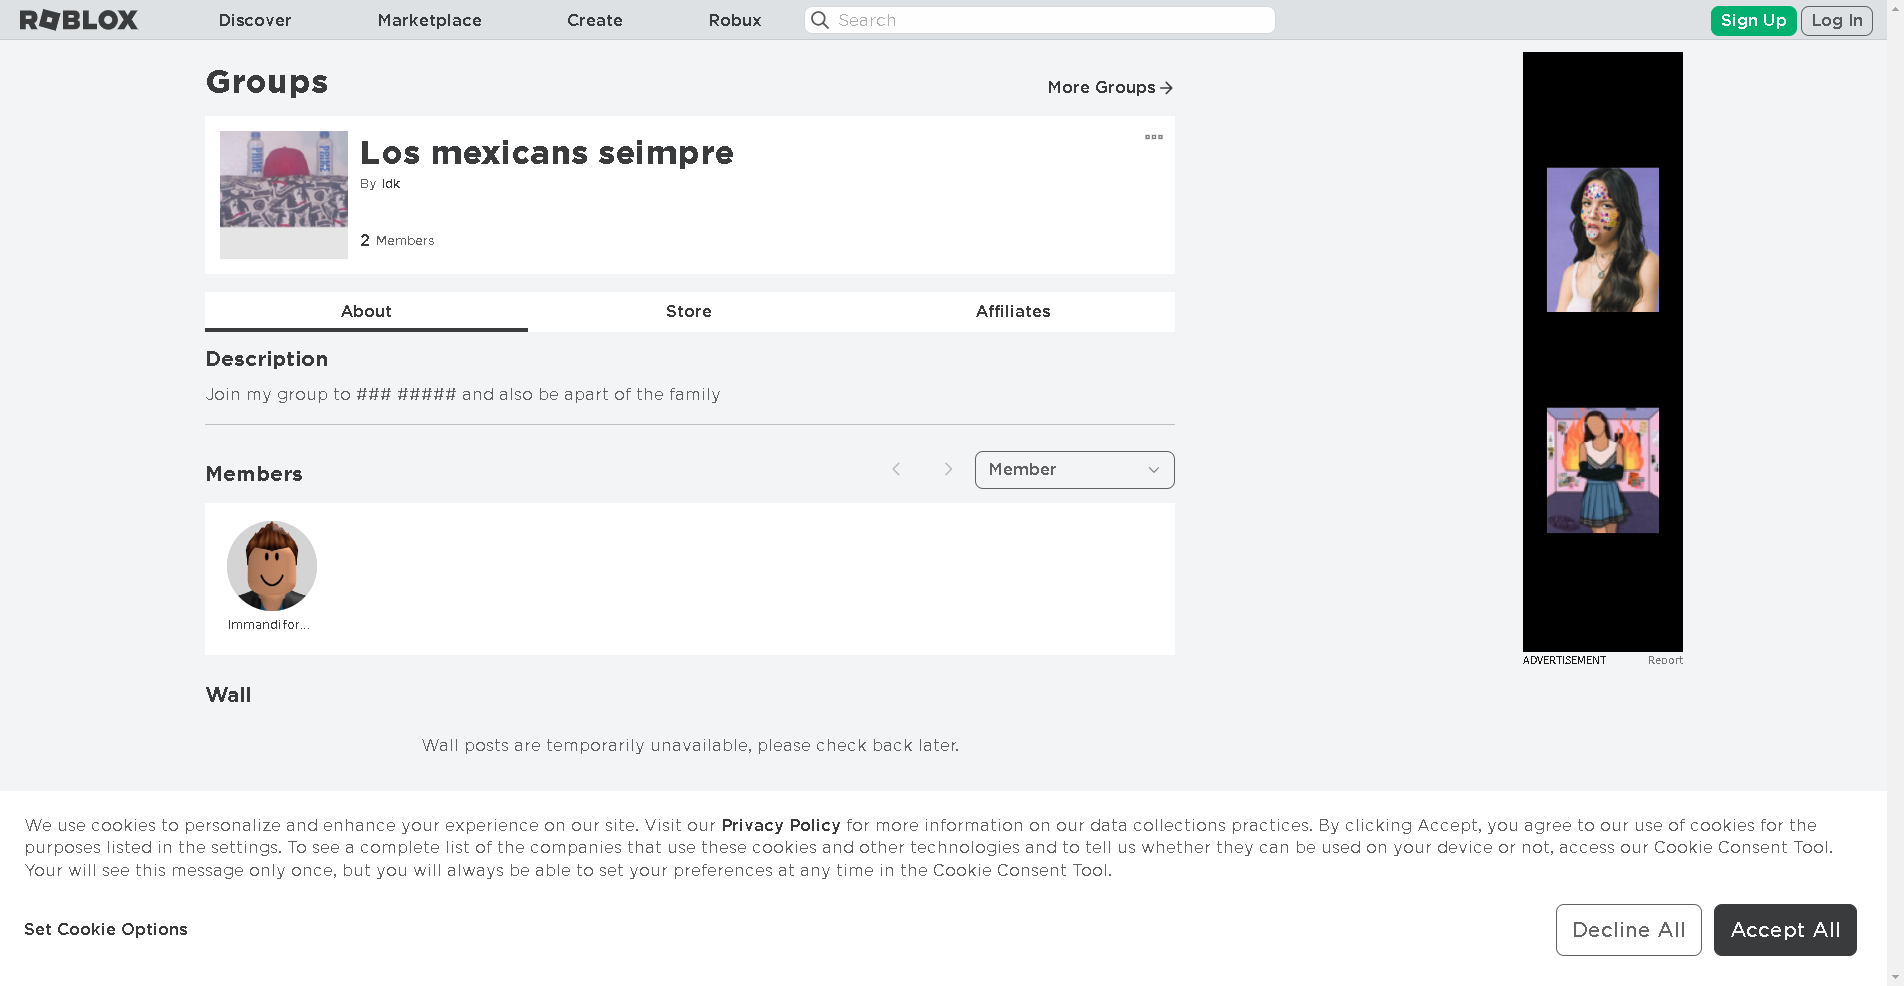 ROBLOX
Discover
Marketplace
Create
Robux
Search
Sign Up
Log In
Groups
More Groups
PRIME
PRIME
Los mexicans seimpre
By Idk
2 Members
About
Store
Affiliates
Description
Join my group to ### ##### and also be apart of the family
Members
Member
Immandifor...
ADVERTISEMENT
Report
Wall
Wall posts are temporarily unavailable, please check back later.
We use cookies to personalize and enhance your experience on our site. Visit our Privacy Policy for more information on our data collections practices. By clicking Accept, you agree to our use of cookies for the
purposes listed in the settings. To see a complete list of the companies that use these cookies and other technologies and to tell us whether they can be used on your device or not, access our Cookie Consent Tool.
Your will see this message only once, but you will always be able to set your preferences at any time in the Cookie Consent Tool.
Set Cookie Options
Decline All
Accept All